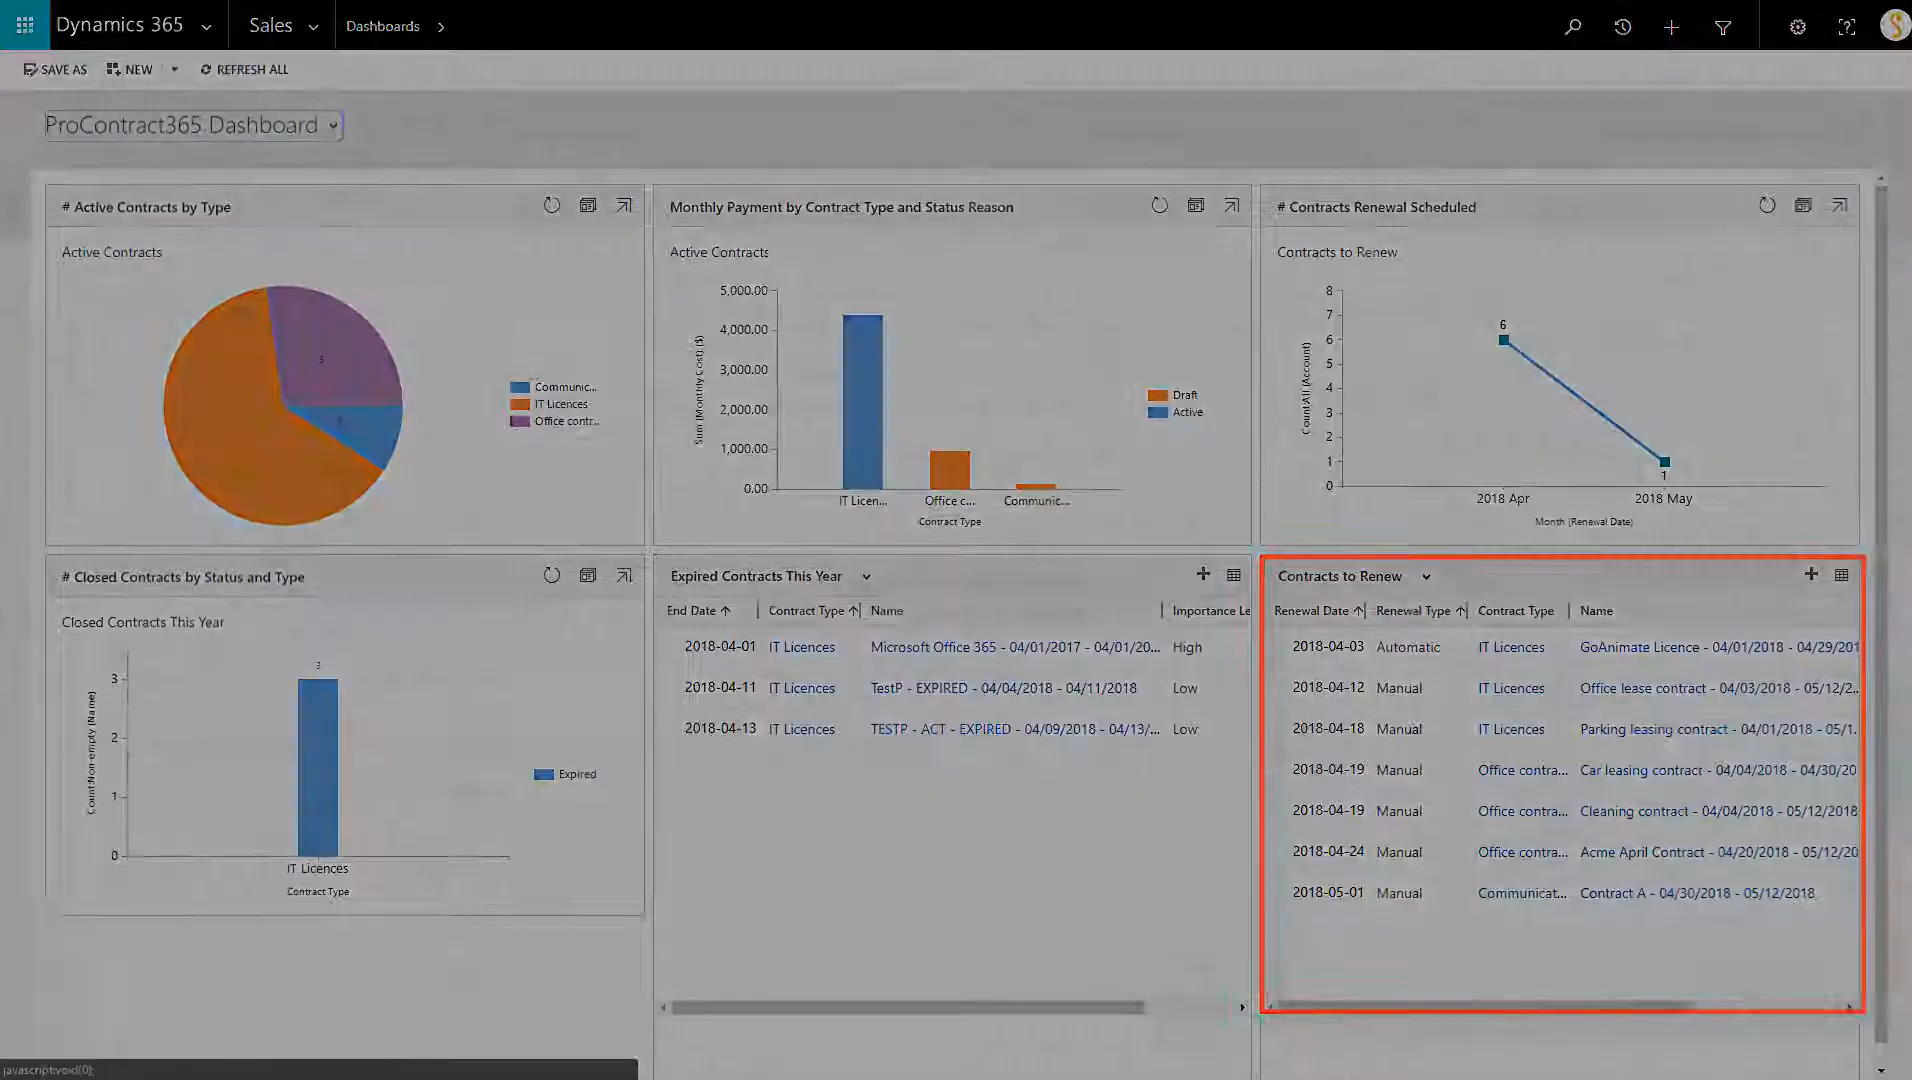 Dynamics 365
Sales
Dashboards
SAVE AS
NEW
REFRESH ALL
ProContract365 Dashboard
# Active Contracts by Type
Active Contracts
3
Communic...
IT Licences
Office contr...
Monthly Payment by Contract Type and Status Reason
Active Contracts
Sum (Monthly Cost) ($)
5,000.00
4,000.00
3,000.00
2,000.00
1,000.00
0.00
IT Licen...
Office c...
Communic...
Contract Type
Draft
Active
# Contracts Renewal Scheduled
Contracts to Renew
Count:All (Account)
8
7
6
5
4
3
2
1
0
6
1
2018 Apr
2018 May
Month (Renewal Date)
# Closed Contracts by Status and Type
Closed Contracts This Year
Count:Non-empty (Name)
3
2
1
0
3
IT Licences
Contract Type
Expired
Expired Contracts This Year
End Date Contract Type Name Importance Le
2018-04-01 IT Licences Microsoft Office 365 - 04/01/2017 - 04/01/20... High
2018-04-11 IT Licences TestP - EXPIRED - 04/04/2018 - 04/11/2018 Low
2018-04-13 IT Licences TESTP - ACT - EXPIRED - 04/09/2018 - 04/13/... Low
Contracts to Renew
Renewal Date Renewal Type Contract Type Name
2018-04-03 Automatic IT Licences GoAnimate Licence - 04/01/2018 - 04/29/201
2018-04-12 Manual IT Licences Office lease contract - 04/03/2018 - 05/12/2...
2018-04-18 Manual IT Licences Parking leasing contract - 04/01/2018 - 05/1...
2018-04-19 Manual Office contra... Car leasing contract - 04/04/2018 - 04/30/20
2018-04-19 Manual Office contra... Cleaning contract - 04/04/2018 - 05/12/2018
2018-04-24 Manual Office contra... Acme April Contract - 04/20/2018 - 05/12/20
2018-05-01 Manual Communicat... Contract A - 04/30/2018 - 05/12/2018
javascript:void(0);